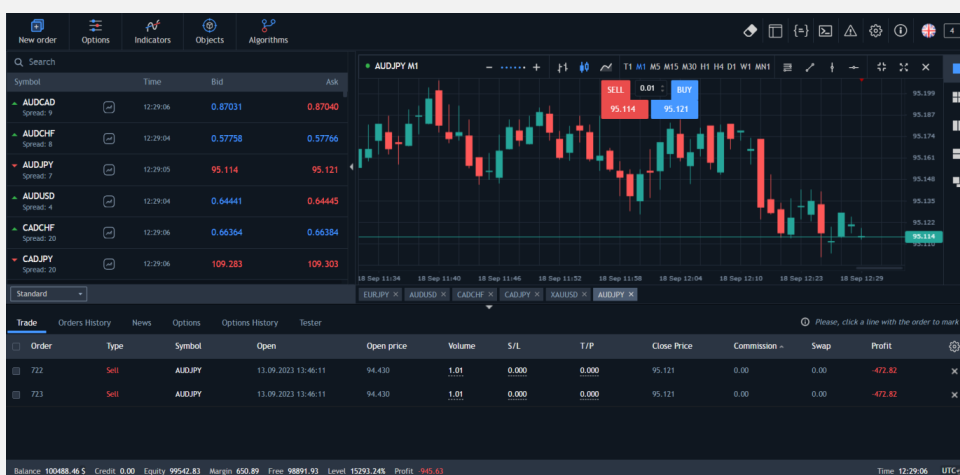 New order Options Indicators Objects Algorithms
4
Search
Symbol Time Bid Ask
AUDCAD 12:29:06 0.87031 0.87040
Spread: 9
AUDCHF 12:29:04 0.57758 0.57766
Spread: 8
AUDJPY 12:29:05 95.114 95.121
Spread: 7
AUDUSD 12:29:04 0.64441 0.64445
Spread: 4
CADCHF 12:29:06 0.66364 0.66384
Spread: 20
CADJPY 12:29:06 109.283 109.303
Spread: 20
Standard
AUDJPY M1
T1 M1 M5 M15 M30 H1 H4 D1 W1 MN1
SELL 0.01 BUY
95.114 95.121
95.199
95.187
95.174
95.161
95.148
95.135
95.122
95.114
18 Sep 11:34 18 Sep 11:40 18 Sep 11:46 18 Sep 11:52 18 Sep 11:58 18 Sep 12:04 18 Sep 12:10 18 Sep 12:23 18 Sep 12:29
EURJPY AUDUSD CADCHF CADJPY XAUUSD AUDJPY
Trade Orders History News Options Options History Tester
Please, click a line with the order to mark
Order Type Symbol Open Open price Volume S/L T/P Close Price Commission Swap Profit
722 Sell AUDJPY 13.09.2023 13:46:11 94.430 1.01 0.000 0.000 95.121 0.00 0.00 -472.82
723 Sell AUDJPY 13.09.2023 13:46:11 94.430 1.01 0.000 0.000 95.121 0.00 0.00 -472.82
Balance 100488.46 $ Credit 0.00 Equity 99542.83 Margin 650.89 Free 98891.93 Level 15293.24% Profit -945.63 Time 12:29:06 UTC